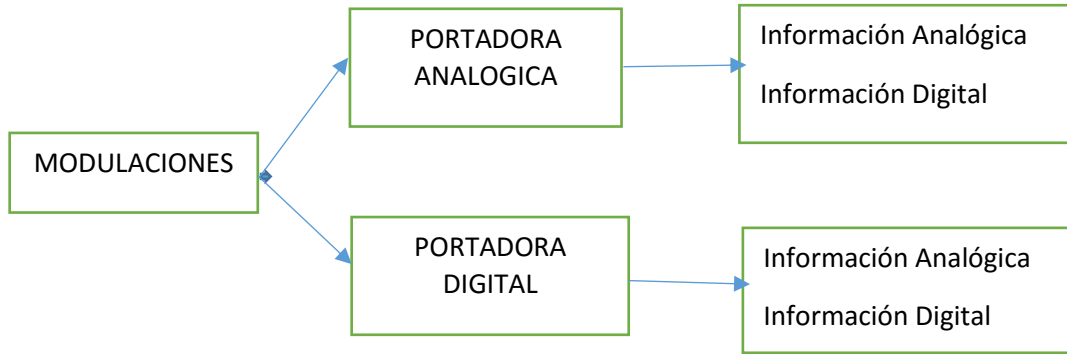 MODULACIONES
PORTADORA
ANALOGICA
Información Analógica
Información Digital
PORTADORA
DIGITAL
Información Analógica
Información Digital